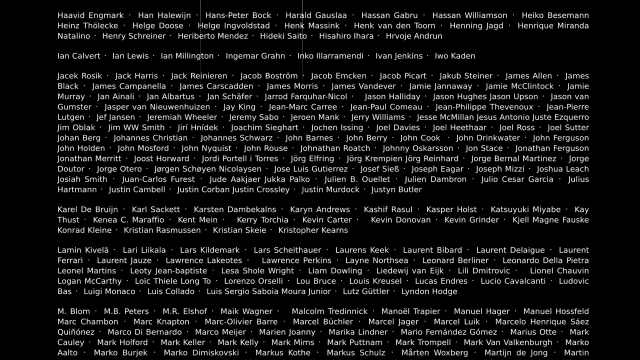 Haavid Engmark · Han Halewijn · Hans-Peter Bock · Harald Gauslaa · Hassan Gabru · Hassan Williamson · Heiko Besemann
Heinz Thölecke · Helge Doose · Helge Ingvoldstad · Henk Massink · Henk van den Toorn · Henning Jagd · Henrique Miranda
Natalino · Henry Schreiner · Heriberto Mendez · Hideki Saito · Hisahiro Ihara · Hrvoje Andrun
Ian Calvert · Ian Lewis · Ian Millington · Ingemar Grahn · Inko Illarramendi · Ivan Jenkins · Iwo Kaden
Jacek Rosik · Jack Harris · Jack Reinieren · Jacob Boström · Jacob Emcken · Jacob Picart · Jakub Steiner · James Allen · James
Black · James Campanella · James Carscadden · James Morris · James Vandever · Jamie Jannaway · Jamie McClintock · Jamie
Murray · Jan Ainali · Jan Albartus · Jan Schäfer · Jarrod Farquhar-Nicol · Jason Halliday · Jason Hughes Jason Upson · Jason van
Gumster · Jasper van Nieuwenhuizen · Jay King · Jean-Marc Carree · Jean-Paul Comeau · Jean-Philippe Thevenoux · Jean-Pierre
Lutgen · Jef Jansen · Jeremiah Wheeler · Jeremy Sabo · Jeroen Mank · Jerry Williams · Jesse McMillan Jesus Antonio Juste Ezquerro
Jim Oblak · Jim WW Smith · Jiří Hnídek · Joachim Sieghart · Jochen Issing · Joel Davies · Joel Heethaar · Joel Ross · Joel Sutter
Johan Berg · Johannes Christian · Johannes Schwarz · John Barnes · John Berry · John Cook · John Drinkwater · John Ferguson
John Holden · John Mosford · John Nyquist · John Rouse · Johnathan Roatch · Johnny Oskarsson · Jon Stace · Jonathan Ferguson
Jonathan Merritt · Joost Horward · Jordi Portell i Torres · Jörg Elfring · Jörg Krempien Jörg Reinhard · Jorge Bernal Martinez · Jorge
Doutor · Jorge Otero · Jørgen Schøyen Nicolaysen · Jose Luis Gutierrez · Josef Sieß · Joseph Eagar · Joseph Mizzi · Joshua Leach
Josiah Smith · Juan-Carlos Furest · Jude Aakjaer Jukka Palko · Julien B. Ouellet · Julien Dambron · Julio Cesar Garcia · Julius
Hartmann · Justin Cambell · Justin Corban Justin Crossley · Justin Murdock · Justyn Butler
Karel De Bruijn · Karl Sackett · Karsten Dambekalns · Karyn Andrews · Kashif Rasul · Kasper Holst · Katsuyuki Miyabe · Kay
Thust · Kenea C. Maraffio · Kent Mein · Kerry Torchia · Kevin Carter · Kevin Donovan · Kevin Grinder · Kjell Magne Fauske
Konrad Kleine · Kristian Rasmussen · Kristian Skeie · Kristopher Kearns
Lamin Kivelä · Lari Liikala · Lars Kildemark · Lars Scheithauer · Laurens Keek · Laurent Bibard · Laurent Delaigue · Laurent
Ferrari · Laurent Jauze · Lawrence Lakeotes · Lawrence Perkins · Layne Northsea · Leonard Berliner · Leonardo Della Pietra
Leonel Martins · Leoty Jean-baptiste · Lesa Shole Wright · Liam Dowling · Liedewij van Eijk · Lili Dmitrovic · Lionel Chauvin
Logan McCarthy · Loïc Thiele Long To · Lorenzo Orselli · Lou Bruce · Louis Kreusel · Lucas Endres · Lucio Cavalcanti · Ludovic
Bas · Luigi Monaco · Luis Collado · Luis Sergio Saboia Moura Junior · Lutz Güttler · Lyndon Hodge
M. Blom · M.B. Peters · M.R. Elshof · Maik Wagner · Malcolm Tredinnick · Manoël Trapier · Manuel Hager · Manuel Hossfeld
Marc Chambon · Marc Knapton · Marc-Olivier Barre · Marcel Büchler · Marcel Jager · Marcel Luik · Marcelo Henrique Sáez
Quiñónez · Marco Di Bernardo · Marco Meijer · Marien Joanny · Marika Lindner · Mario Fernández Gómez · Marius Otte · Mark
Cauley · Mark Holford · Mark Keller · Mark Kelly · Mark Mims · Mark Puttnam · Mark Trompell · Mark Van Valkenburgh · Marko
Aalto · Marko Burjek · Marko Dimiskovski · Markus Kothe · Markus Schulz · Mårten Woxberg · Martijn de Jong · Martin